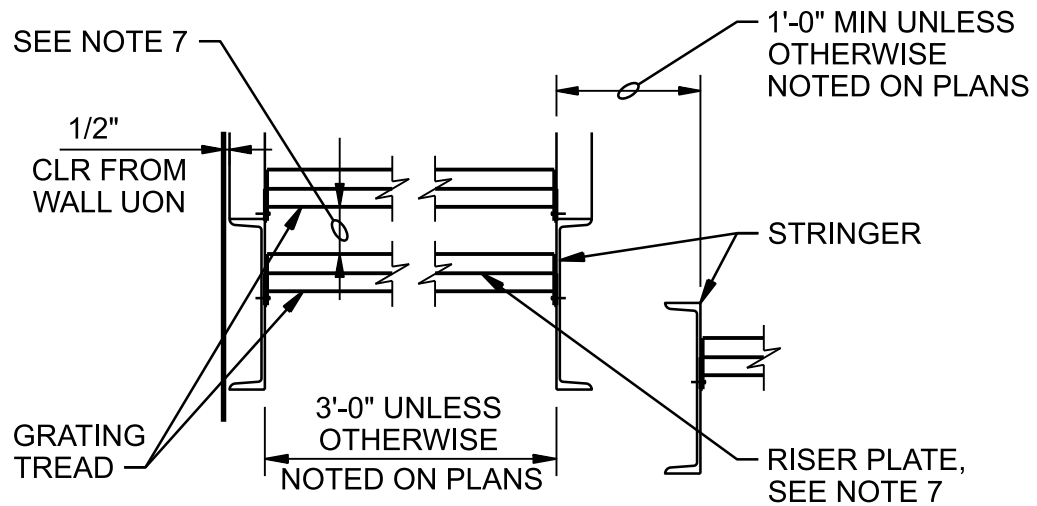 SEE NOTE 7
1'-0" MIN UNLESS
OTHERWISE
NOTED ON PLANS
1/2"
CLR FROM
WALL UON
STRINGER
GRATING
TREAD
3'-0" UNLESS
OTHERWISE
NOTED ON PLANS
RISER PLATE,
SEE NOTE 7